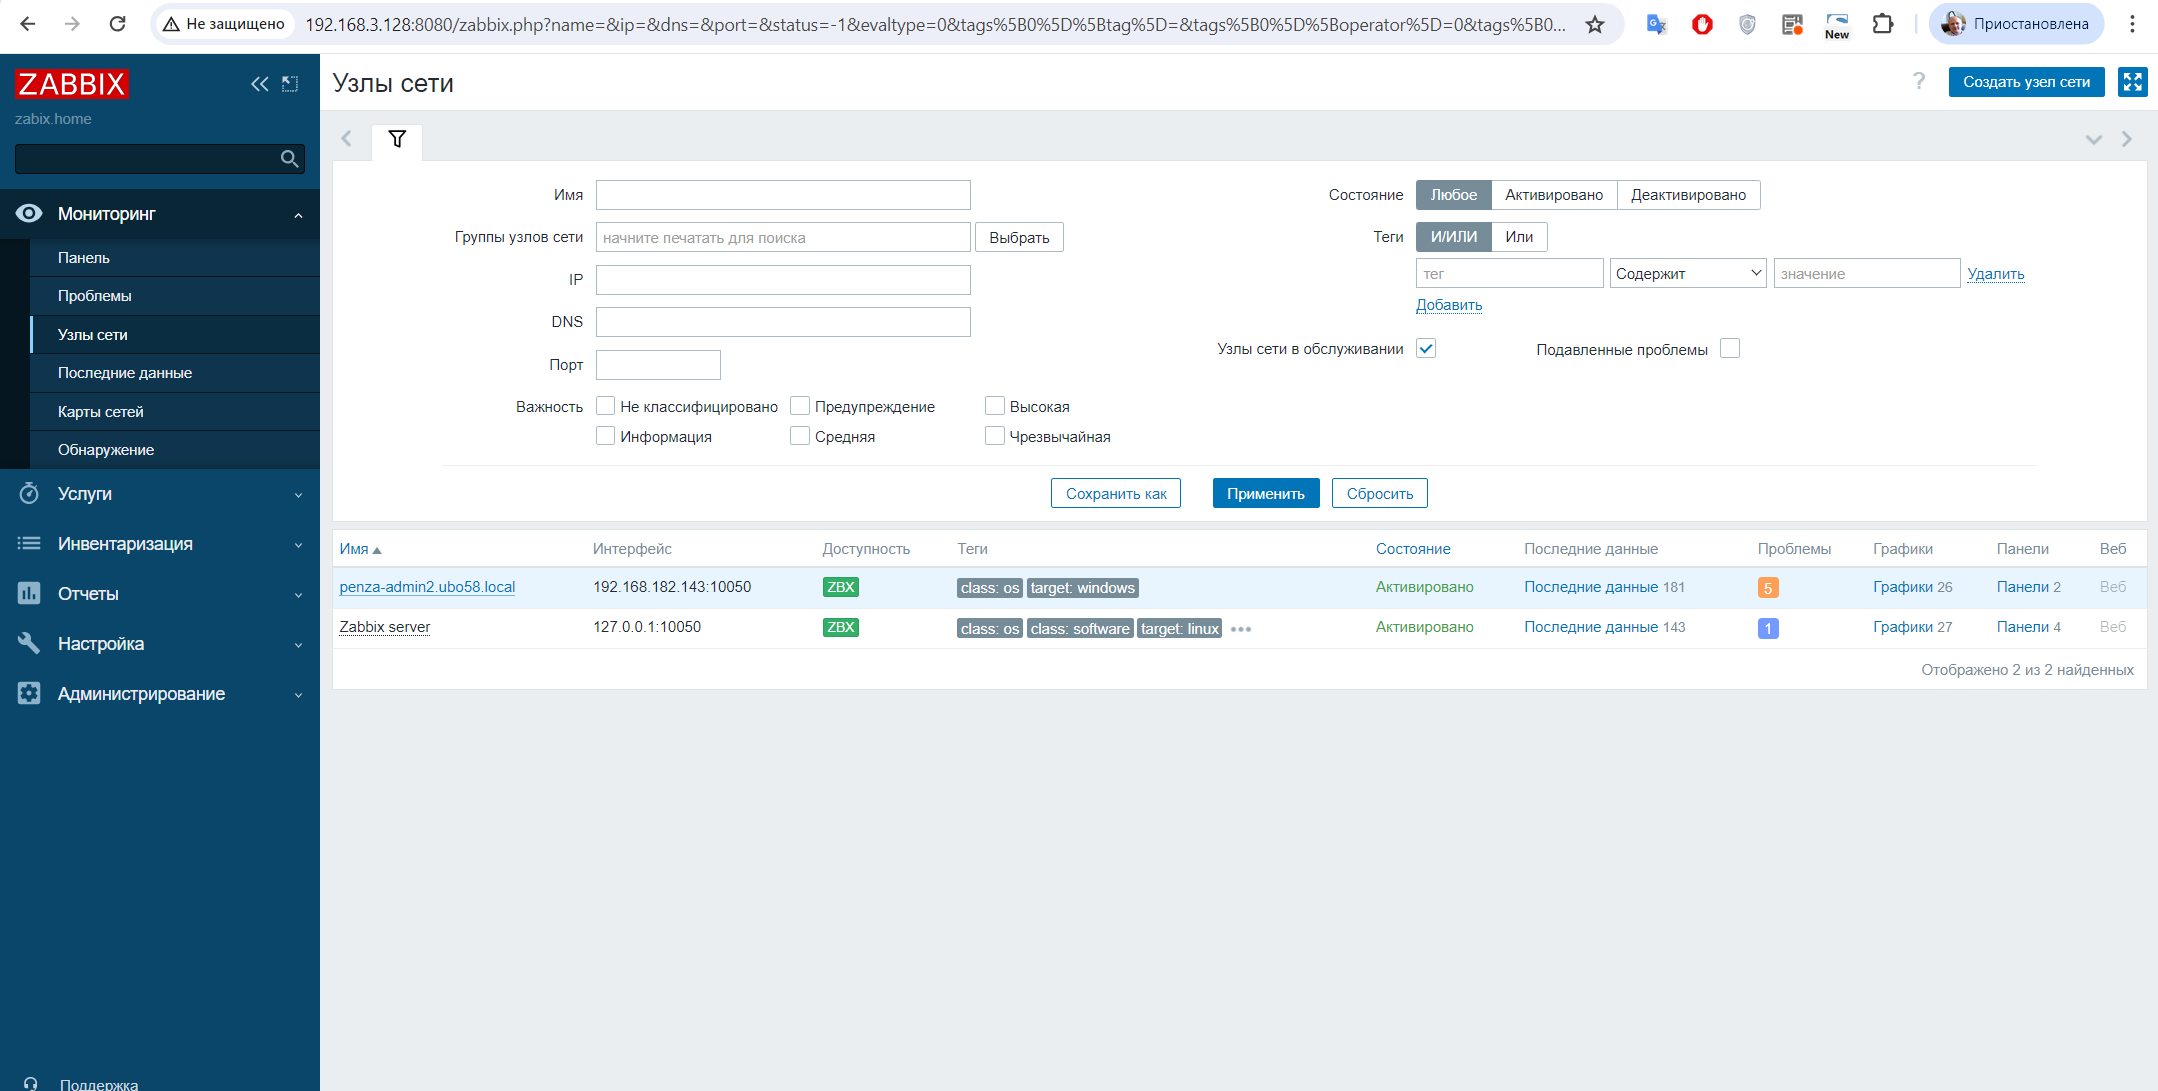 Не защищено 192.168.3.128:8080/zabbix.php?name=&ip=&dns=&port=&status=-1&evaltype=0&tags%5B0%5D%5Btag%5D=&tags%5B0%5D%5Boperator%5D=0&tags%5B0... New Приостановлена
ZABBIX
zabix.home
Мониторинг
Панель
Проблемы
Узлы сети
Последние данные
Карты сетей
Обнаружение
Услуги
Инвентаризация
Отчеты
Настройка
Администрирование
Поддержка
Узлы сети ? Создать узел сети
Имя
Группы узлов сети начните печатать для поиска Выбрать
IP
DNS
Порт
Важность Не классифицировано Предупреждение Высокая
Информация Средняя Чрезвычайная
Состояние Любое Активировано Деактивировано
Теги И/ИЛИ Или
тег Содержит значение Удалить
Добавить
Узлы сети в обслуживании Подавленные проблемы
Сохранить как Применить Сбросить
Имя Интерфейс Доступность Теги Состояние Последние данные Проблемы Графики Панели Веб
penza-admin2.ubo58.local 192.168.182.143:10050 ZBX class: os target: windows Активировано Последние данные 181 5 Графики 26 Панели 2 Веб
Zabbix server 127.0.0.1:10050 ZBX class: os class: software target: linux Активировано Последние данные 143 1 Графики 27 Панели 4 Веб
Отображено 2 из 2 найденных